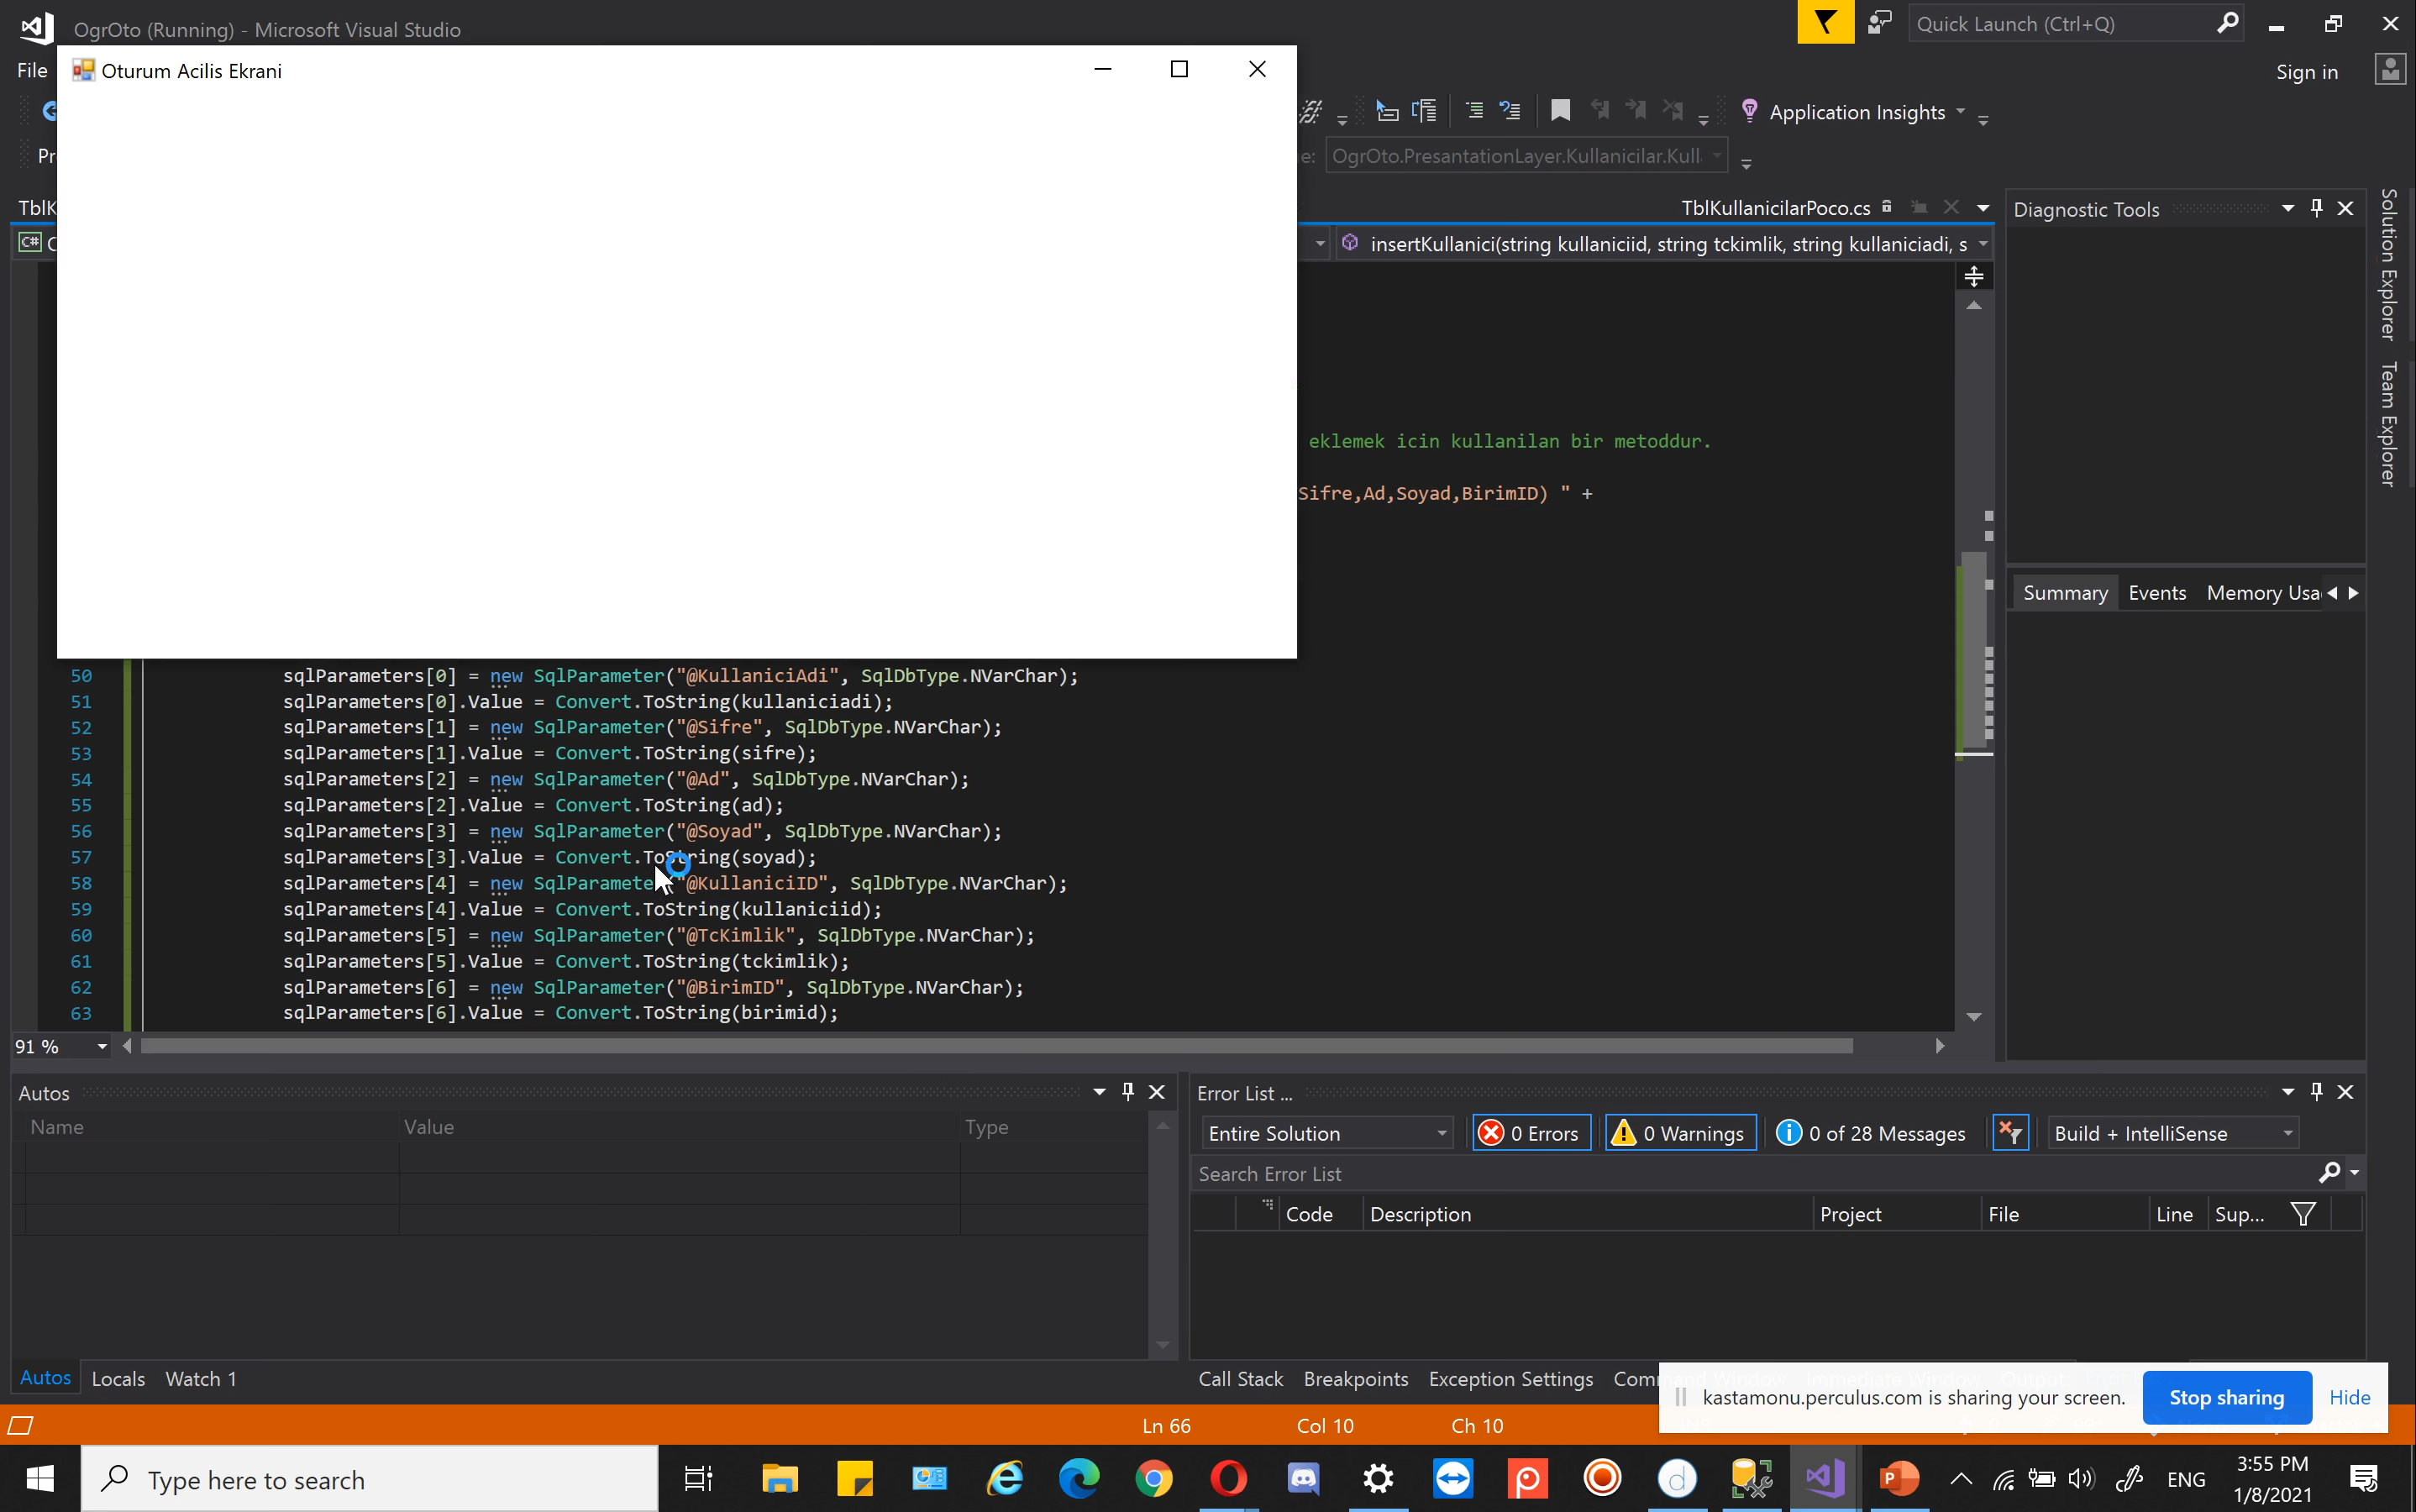 OgrOto (Running) - Microsoft Visual Studio
Quick Launch (Ctrl+Q)
File
Oturum Acilis Ekrani
Sign in
Application Insights
OgrOto.PresantationLayer.Kullanicilar.Kull
TblKullanicilarPoco.cs
Diagnostic Tools
Solution Explorer
Team Explorer
C#
insertKullanici(string kullaniciid, string tckimlik, string kullaniciadi, s
eklemek icin kullanilan bir metoddur.
Sifre,Ad,Soyad,BirimID) " +
Summary Events Memory Usa
50 sqlParameters[0] = new SqlParameter("@KullaniciAdi", SqlDbType.NVarChar);
51 sqlParameters[0].Value = Convert.ToString(kullaniciadi);
52 sqlParameters[1] = new SqlParameter("@Sifre", SqlDbType.NVarChar);
53 sqlParameters[1].Value = Convert.ToString(sifre);
54 sqlParameters[2] = new SqlParameter("@Ad", SqlDbType.NVarChar);
55 sqlParameters[2].Value = Convert.ToString(ad);
56 sqlParameters[3] = new SqlParameter("@Soyad", SqlDbType.NVarChar);
57 sqlParameters[3].Value = Convert.ToString(soyad);
58 sqlParameters[4] = new SqlParameter("@KullaniciID", SqlDbType.NVarChar);
59 sqlParameters[4].Value = Convert.ToString(kullaniciid);
60 sqlParameters[5] = new SqlParameter("@TcKimlik", SqlDbType.NVarChar);
61 sqlParameters[5].Value = Convert.ToString(tckimlik);
62 sqlParameters[6] = new SqlParameter("@BirimID", SqlDbType.NVarChar);
63 sqlParameters[6].Value = Convert.ToString(birimid);
91 %
Autos
Name Value Type
Error List ...
Entire Solution 0 Errors 0 Warnings 0 of 28 Messages Build + IntelliSense
Search Error List
Code Description Project File Line Sup...
Autos Locals Watch 1
Call Stack Breakpoints Exception Settings
kastamonu.perculus.com is sharing your screen. Stop sharing Hide
Ln 66 Col 10 Ch 10
Type here to search
ENG
3:55 PM
1/8/2021